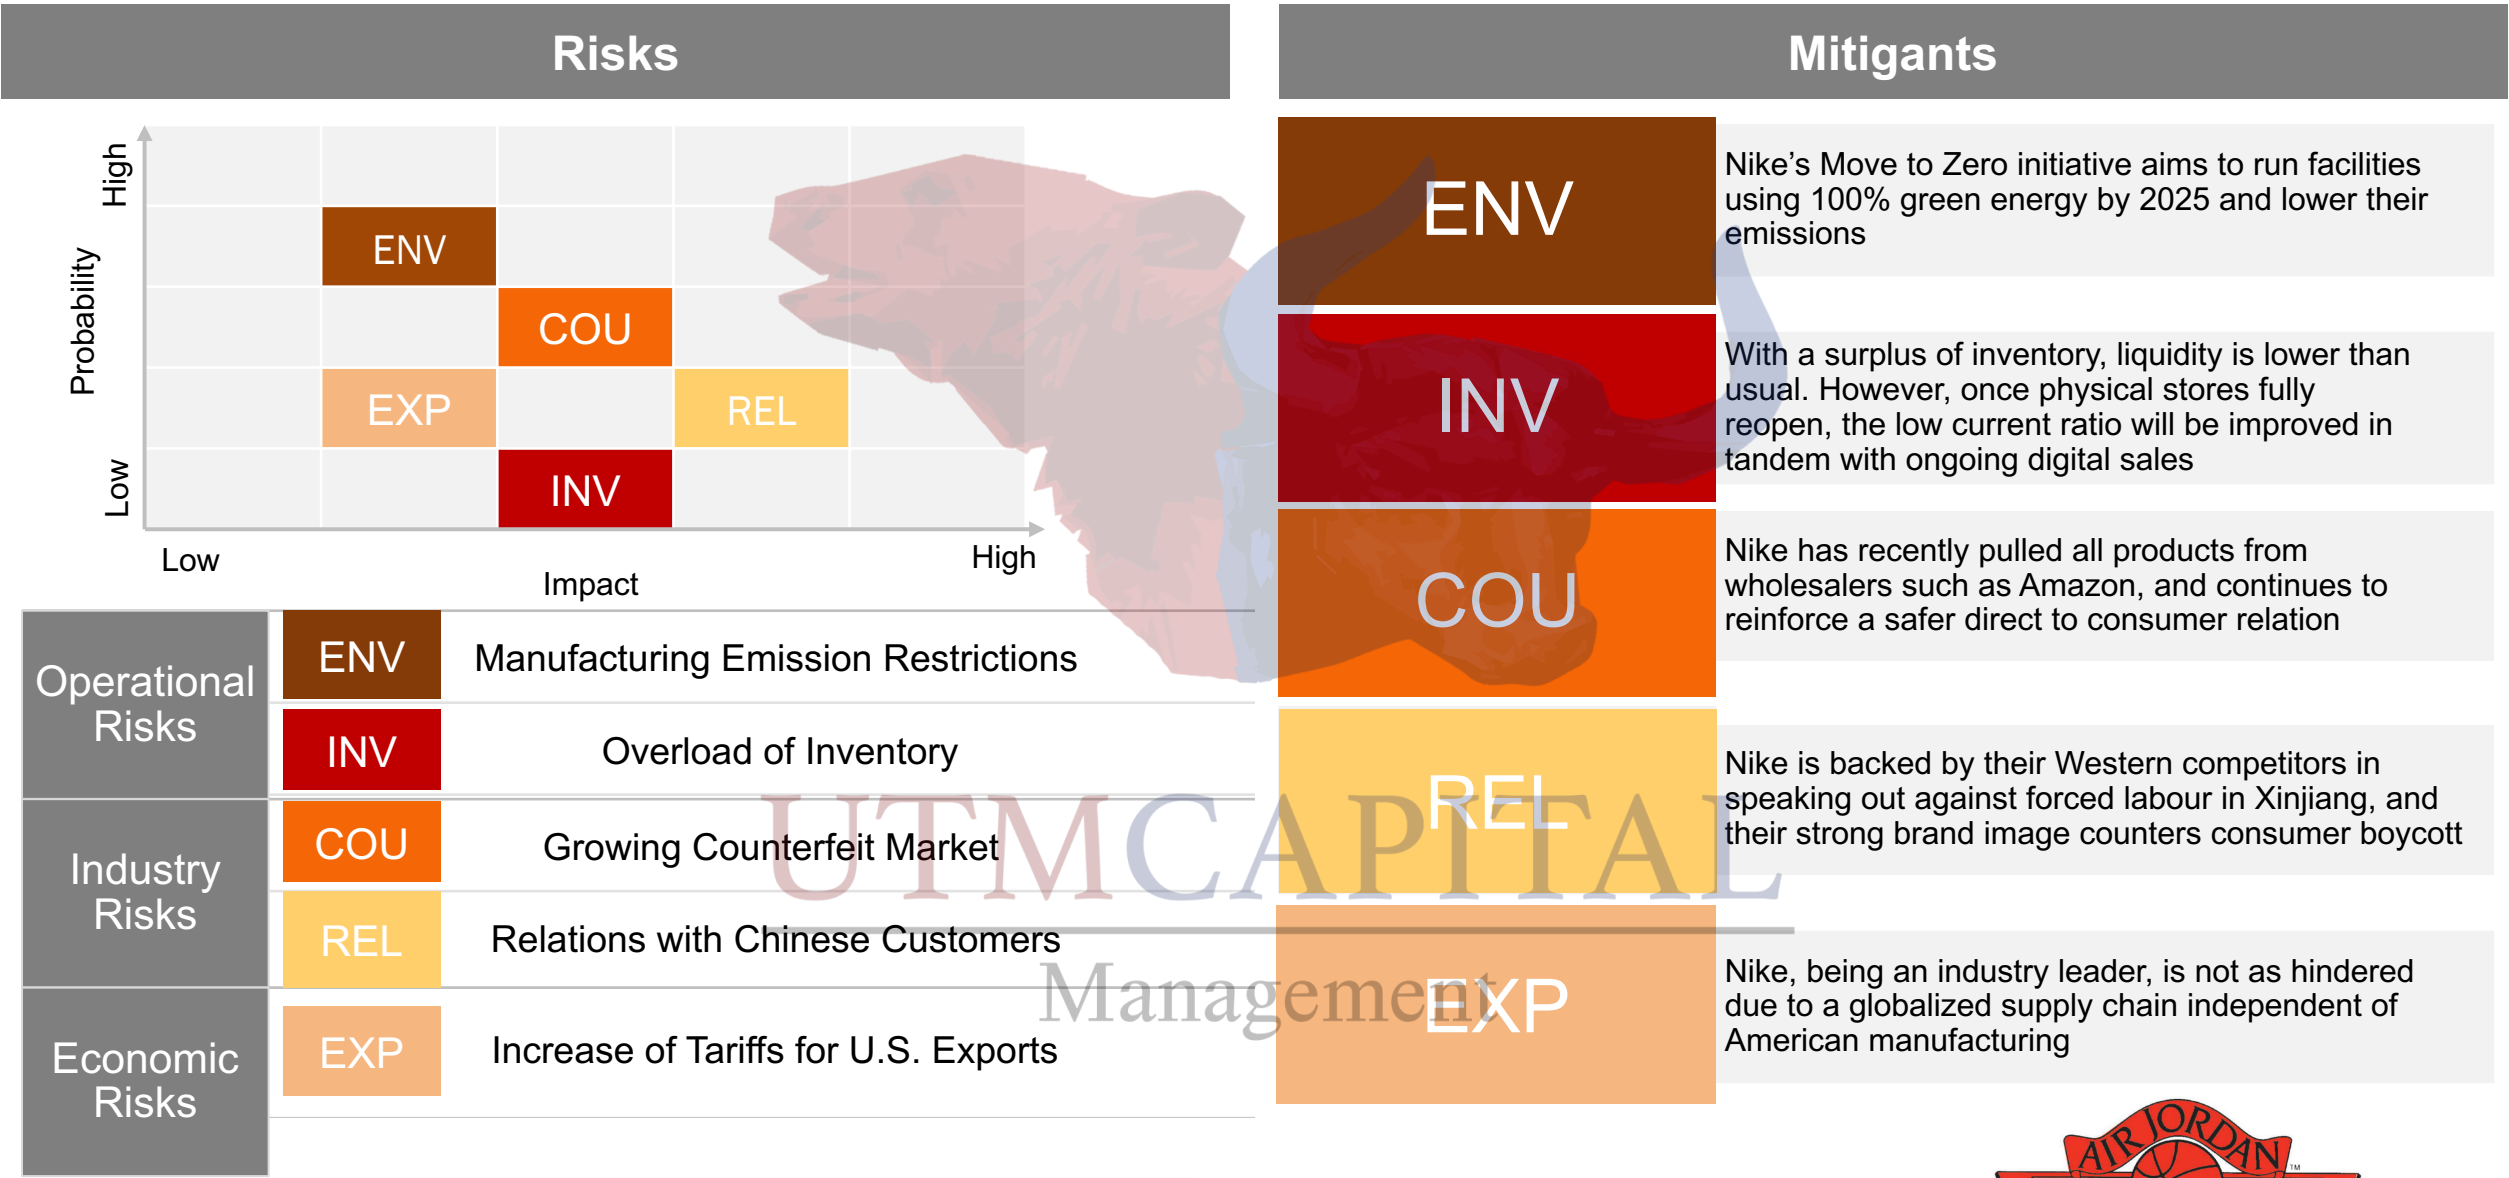 Risks
High
Probability
Low
ENV
COU
EXP
REL
INV
Low
High
Impact
Operational
Risks
ENV
Manufacturing Emission Restrictions
INV
Overload of Inventory
Industry
Risks
COU
Growing Counterfeit Market
REL
Relations with Chinese Customers
Economic
Risks
EXP
Increase of Tariffs for U.S. Exports
Mitigants
ENV
Nike’s Move to Zero initiative aims to run facilities
using 100% green energy by 2025 and lower their
emissions
INV
With a surplus of inventory, liquidity is lower than
usual. However, once physical stores fully
reopen, the low current ratio will be improved in
tandem with ongoing digital sales
COU
Nike has recently pulled all products from
wholesalers such as Amazon, and continues to
reinforce a safer direct to consumer relation
REL
Nike is backed by their Western competitors in
speaking out against forced labour in Xinjiang, and
their strong brand image counters consumer boycott
EXP
Nike, being an industry leader, is not as hindered
due to a globalized supply chain independent of
American manufacturing
UTMCAPITAL
Management
AIR JORDAN
TM